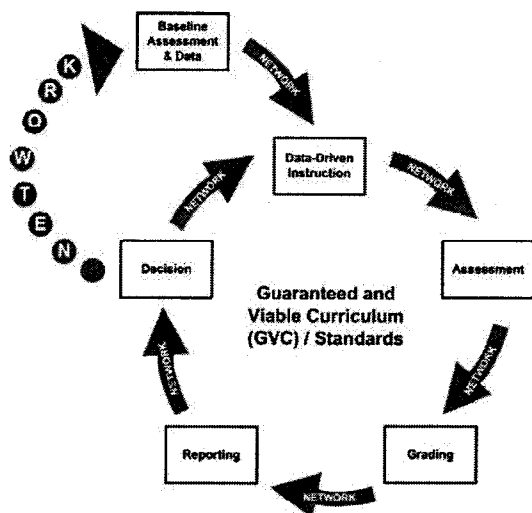 Baseline
Assessment
& Data
NETWORK
Data-Driven
Instruction
NETWORK
Assessment
NETWORK
Grading
NETWORK
Reporting
NETWORK
Decision
NETWORK
NETWORK
Guaranteed and
Viable Curriculum
(GVC) / Standards